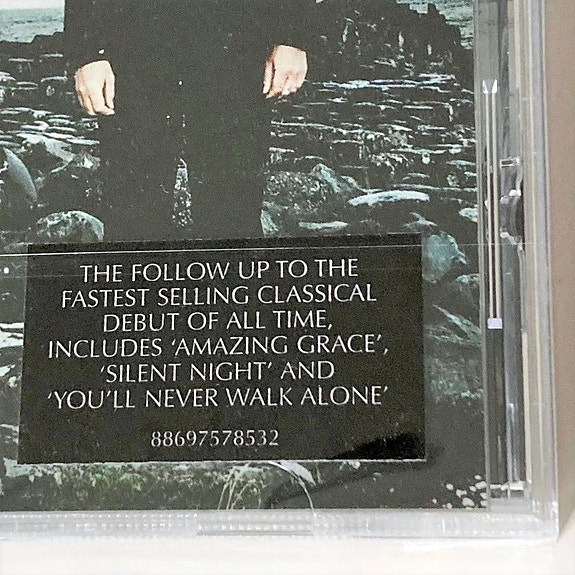 THE FOLLOW UP TO THE
FASTEST SELLING CLASSICAL
DEBUT OF ALL TIME,
INCLUDES ‘AMAZING GRACE’,
‘SILENT NIGHT’ AND
‘YOU’LL NEVER WALK ALONE’
88697578532